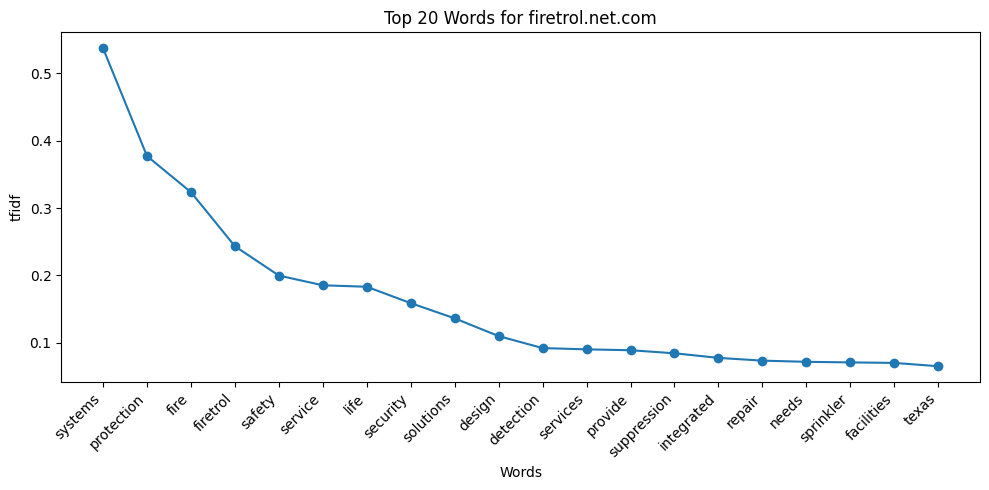 Top 20 Words for firetrol.net.com
tfidf
0.5
0.4
0.3
0.2
0.1
systems
protection
fire
firetrol
safety
service
life
security
solutions
design
detection
services
provide
suppression
integrated
repair
needs
sprinkler
facilities
texas
Words